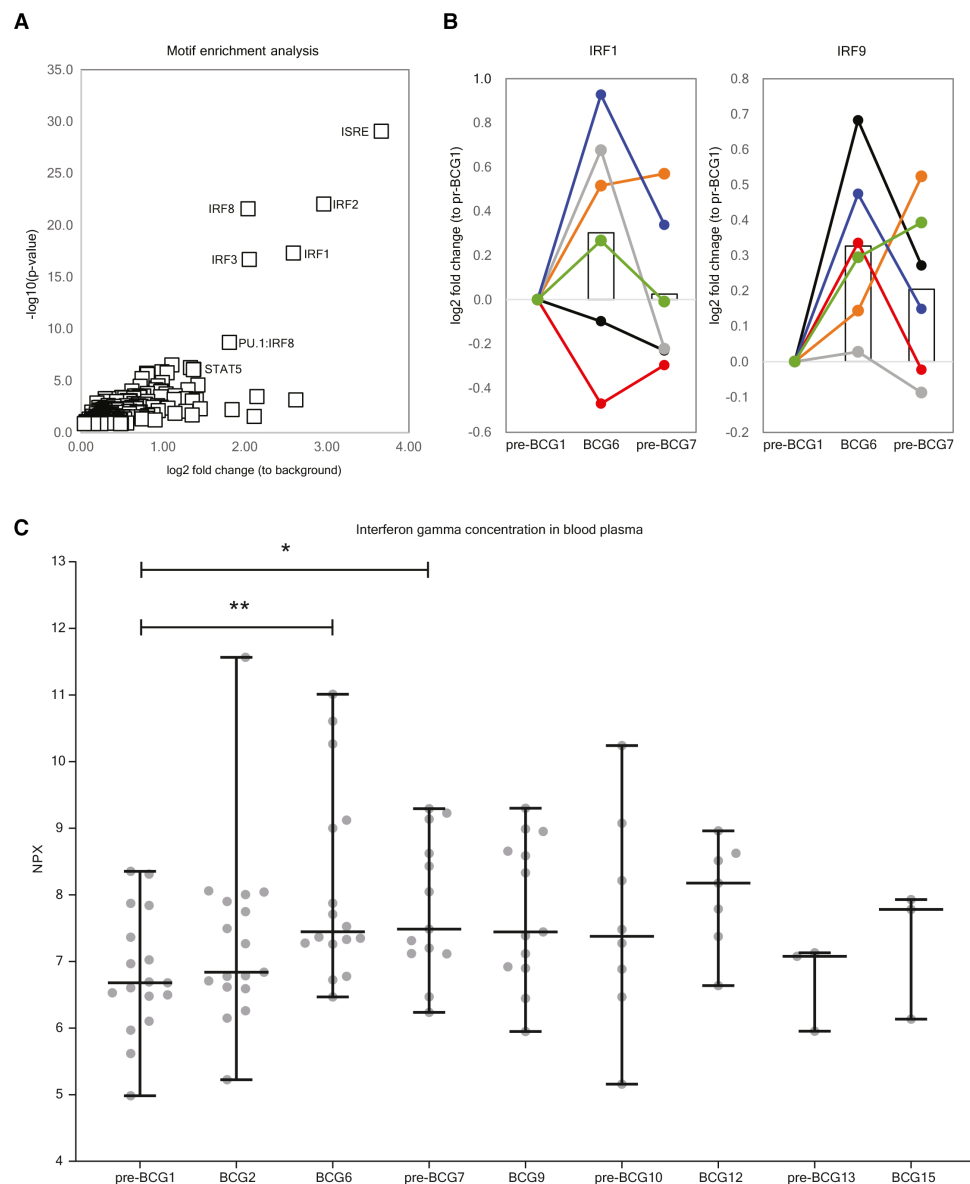 A
Motif enrichment analysis
35.0
30.0
25.0
20.0
15.0
10.0
5.0
0.0
-log10(p-value)
ISRE
IRF8
IRF2
IRF3
IRF1
PU.1:IRF8
STAT5
0.00
1.00
2.00
3.00
4.00
log2 fold change (to background)
B
IRF1
1.0
0.8
0.6
0.4
0.2
0.0
-0.2
-0.4
-0.6
log2 fold change (to pr-BCG1)
pre-BCG1
BCG6
pre-BCG7
IRF9
0.8
0.7
0.6
0.5
0.4
0.3
0.2
0.1
0.0
-0.1
-0.2
log2 fold chnage (to pr-BCG1)
pre-BCG1
BCG6
pre-BCG7
C
Interferon gamma concentration in blood plasma
*
**
13
12
11
10
9
8
7
6
5
4
NPX
pre-BCG1
BCG2
BCG6
pre-BCG7
BCG9
pre-BCG10
BCG12
pre-BCG13
BCG15